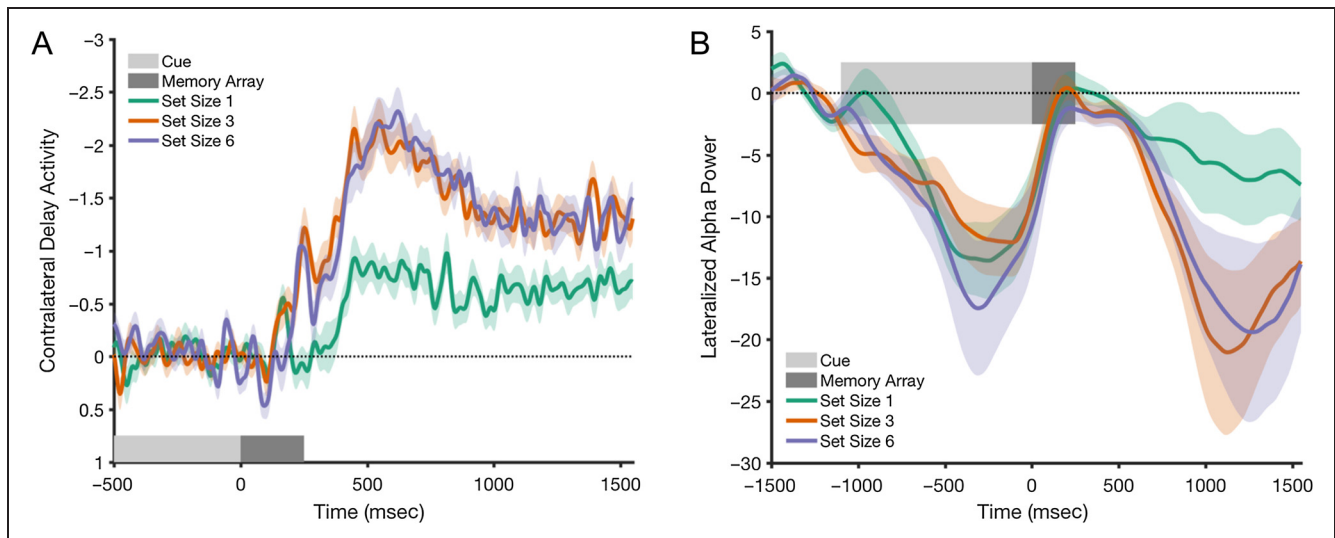 A
Contralateral Delay Activity
−3
−2.5
−2
−1.5
−1
−0.5
0
0.5
1
Cue
Memory Array
Set Size 1
Set Size 3
Set Size 6
−500 0 500 1000 1500
Time (msec)
B
Lateralized Alpha Power
5
0
−5
−10
−15
−20
−25
−30
Cue
Memory Array
Set Size 1
Set Size 3
Set Size 6
−1500 −1000 −500 0 500 1000 1500
Time (msec)